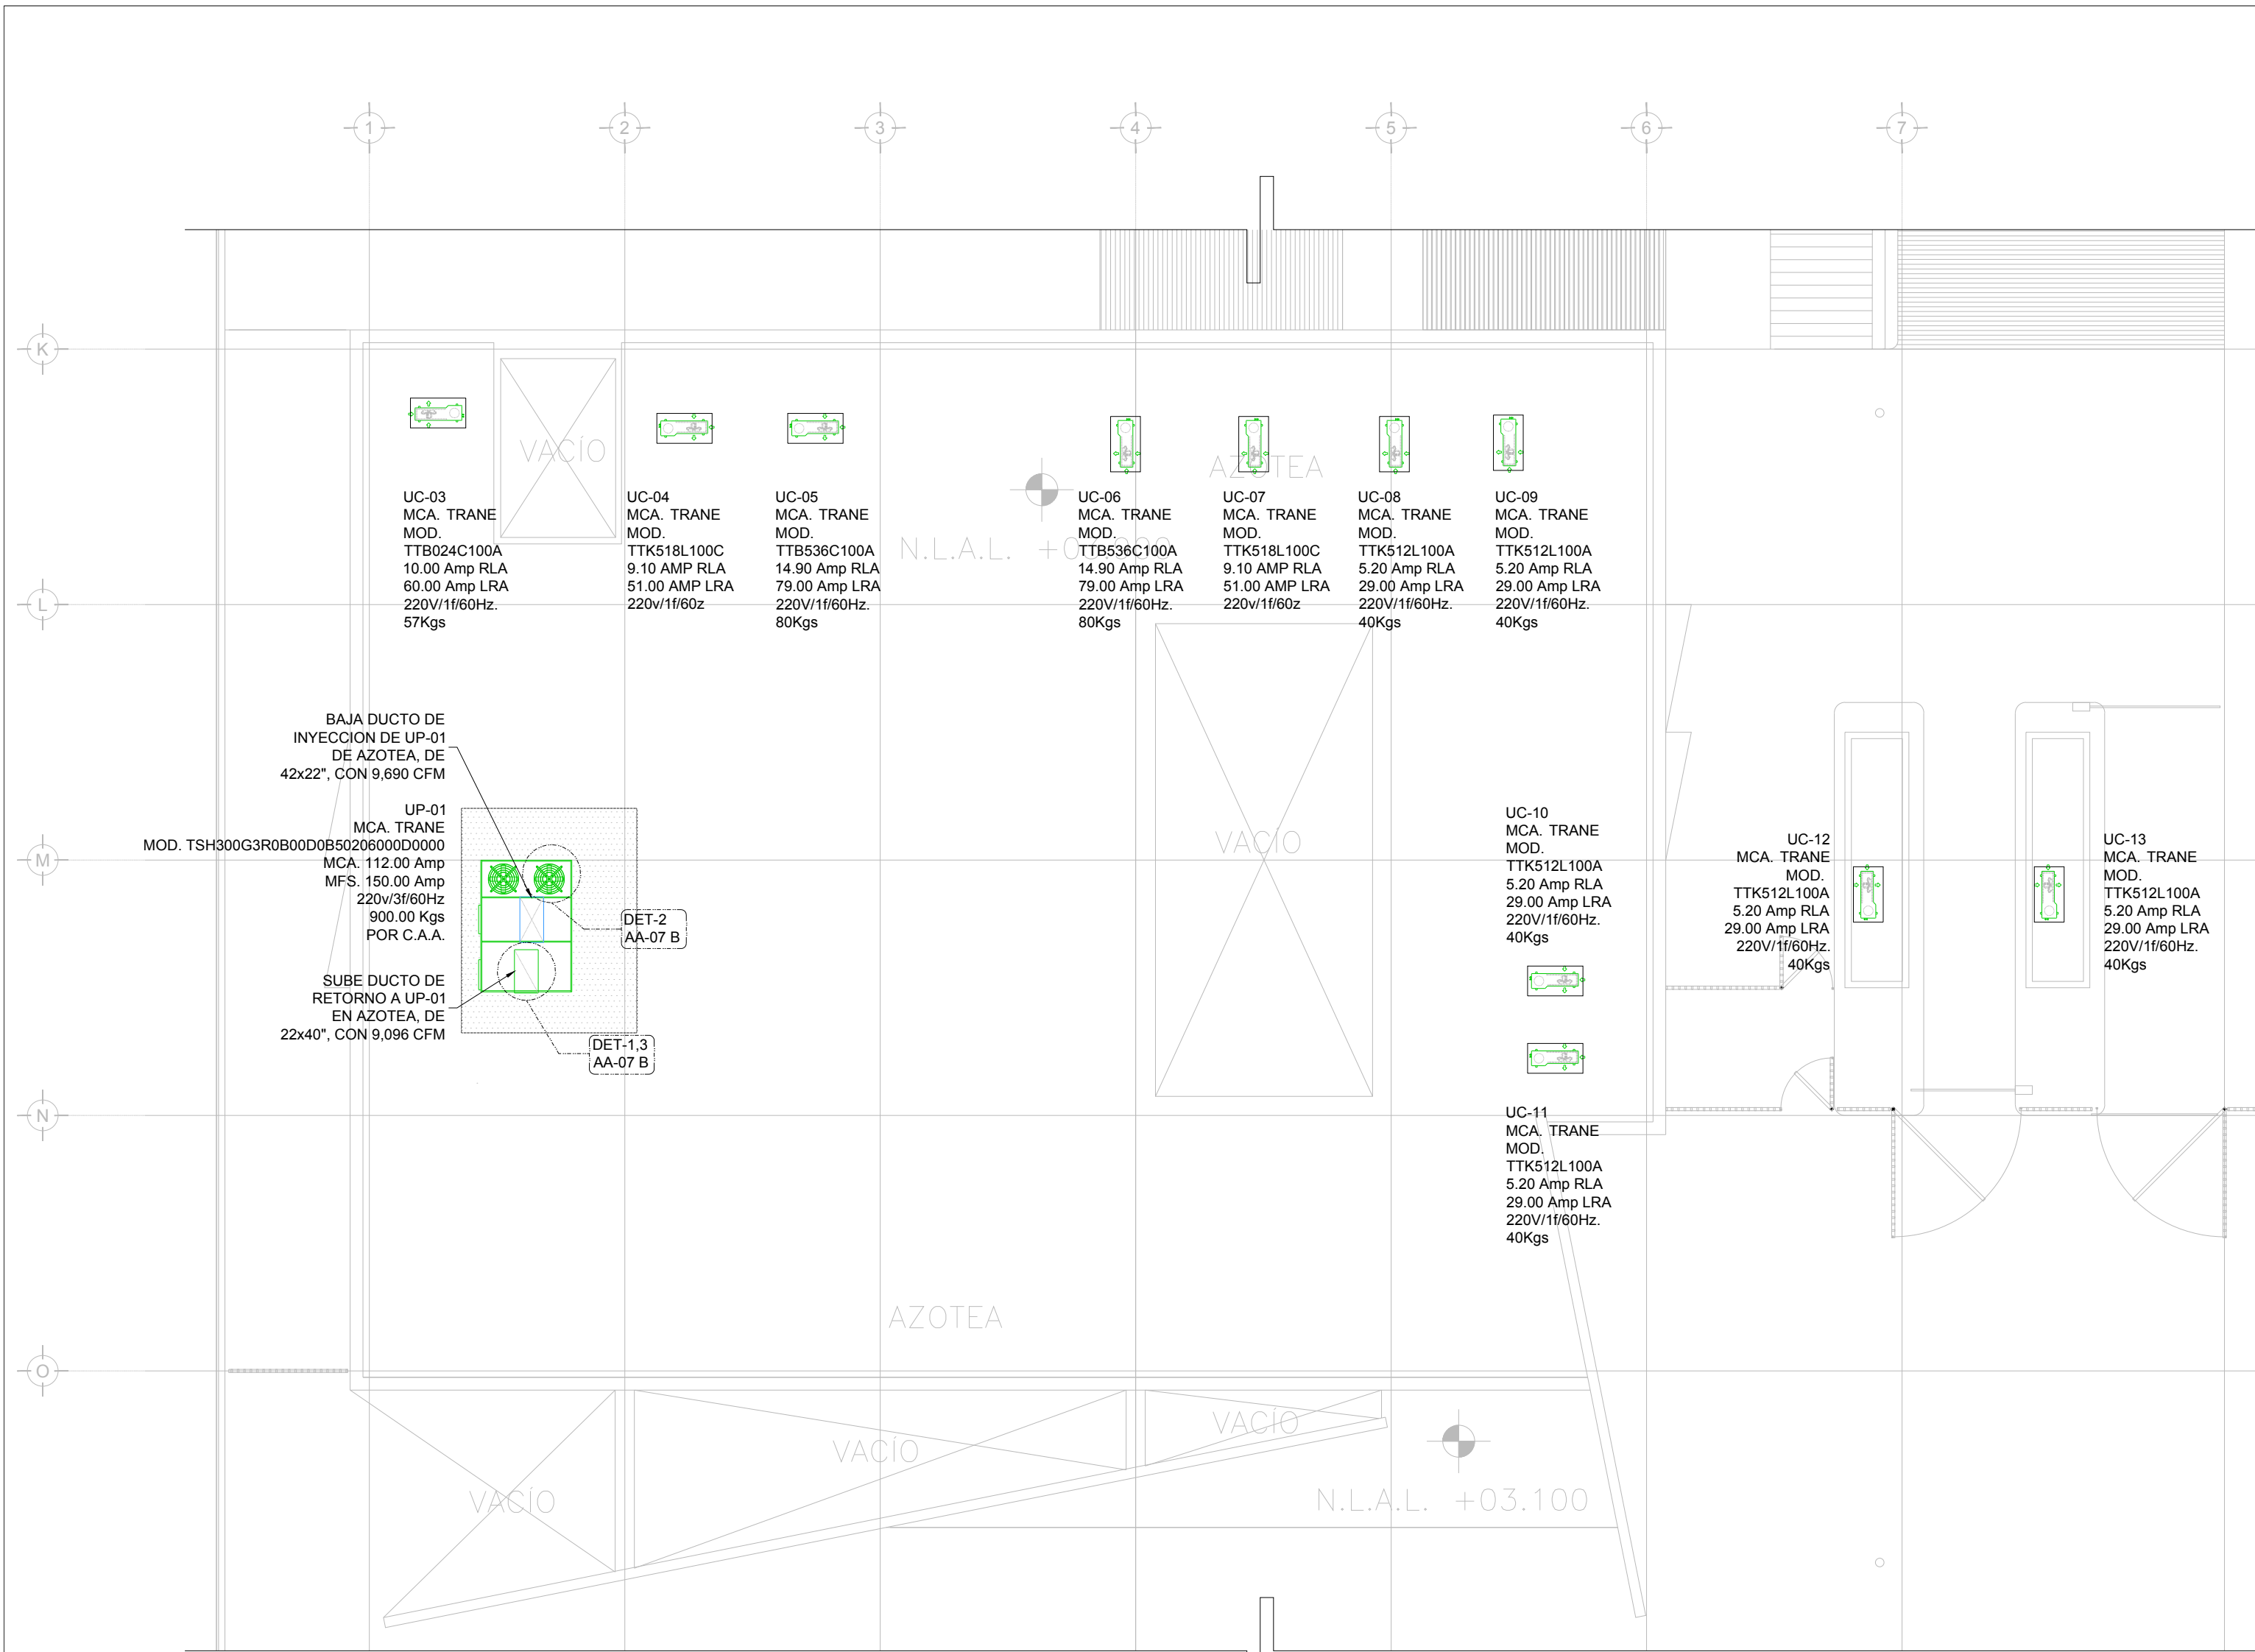 1
2
3
4
5
6
7
K
L
M
N
O
VACÍO
AZOTEA
UC-03
MCA. TRANE
MOD.
TTB024C100A
10.00 Amp RLA
60.00 Amp LRA
220V/1f/60Hz.
57Kgs
UC-04
MCA. TRANE
MOD.
TTK518L100C
9.10 AMP RLA
51.00 AMP LRA
220v/1f/60z
UC-05
MCA. TRANE
MOD.
TTB536C100A
14.90 Amp RLA
79.00 Amp LRA
220V/1f/60Hz.
80Kgs
N.L.A.L.
UC-06
MCA. TRANE
MOD.
TTB536C100A
14.90 Amp RLA
79.00 Amp LRA
220V/1f/60Hz.
80Kgs
UC-07
MCA. TRANE
MOD.
TTK518L100C
9.10 AMP RLA
51.00 AMP LRA
220v/1f/60z
UC-08
MCA. TRANE
MOD.
TTK512L100A
5.20 Amp RLA
29.00 Amp LRA
220V/1f/60Hz.
40Kgs
UC-09
MCA. TRANE
MOD.
TTK512L100A
5.20 Amp RLA
29.00 Amp LRA
220V/1f/60Hz.
40Kgs
BAJA DUCTO DE
INYECCION DE UP-01
DE AZOTEA, DE
42x22", CON 9,690 CFM
UP-01
MCA. TRANE
MOD. TSH300G3R0B00D0B50206000D0000
MCA. 112.00 Amp
MFS. 150.00 Amp
220v/3f/60Hz
900.00 Kgs
POR C.A.A.
SUBE DUCTO DE
RETORNO A UP-01
EN AZOTEA, DE
22x40", CON 9,096 CFM
DET-2
AA-07 B
DET-1,3
AA-07 B
VACÍO
UC-10
MCA. TRANE
MOD.
TTK512L100A
5.20 Amp RLA
29.00 Amp LRA
220V/1f/60Hz.
40Kgs
UC-12
MCA. TRANE
MOD.
TTK512L100A
5.20 Amp RLA
29.00 Amp LRA
220V/1f/60Hz.
40Kgs
UC-13
MCA. TRANE
MOD.
TTK512L100A
5.20 Amp RLA
29.00 Amp LRA
220V/1f/60Hz.
40Kgs
UC-11
MCA. TRANE
MOD.
TTK512L100A
5.20 Amp RLA
29.00 Amp LRA
220V/1f/60Hz.
40Kgs
AZOTEA
VACÍO
VACÍO
VACÍO
N.L.A.L. +03.100